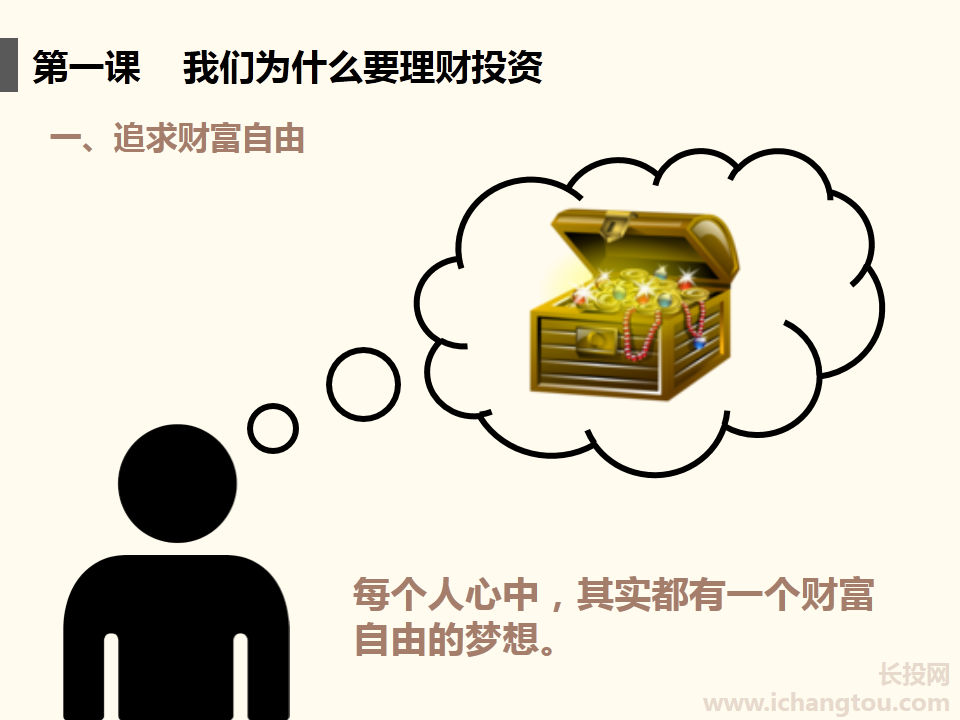 第一课 我们为什么要理财投资
一、追求财富自由
每个人心中，其实都有一个财富
自由的梦想。
长投网
www.ichangtou.com